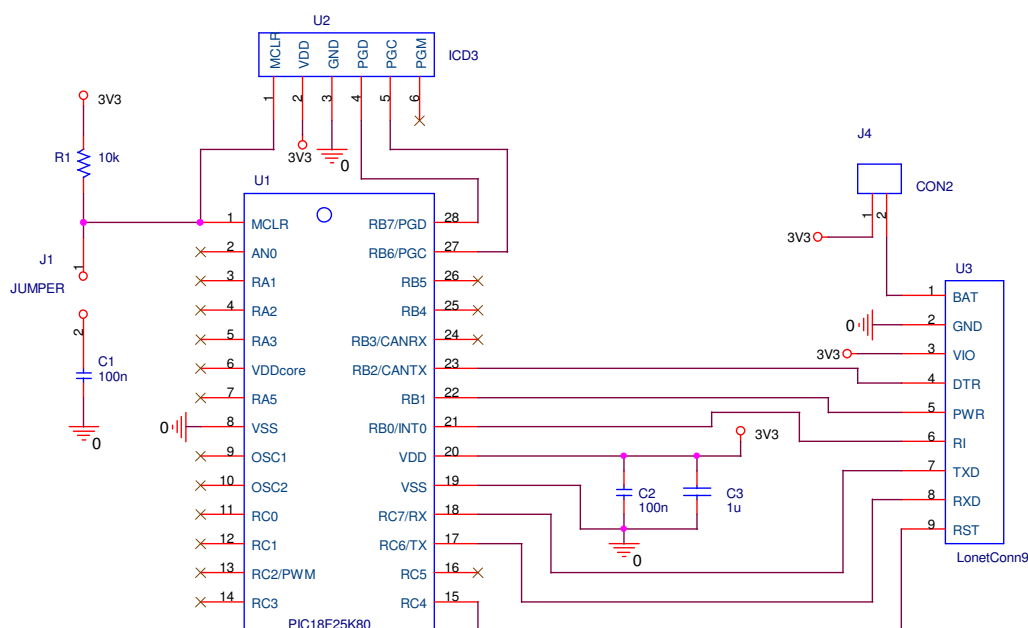 U2
MCLR VDD GND PGD PGC PGM
ICD3
1 2 3 4 5 6
3V3
3V3
0
R1 10k
U1
1 MCLR RB7/PGD 28
2 AN0 RB6/PGC 27
3 RA1 RB5 26
4 RA2 RB4 25
5 RA3 RB3/CANRX 24
6 VDDcore RB2/CANTX 23
7 RA5 RB1 22
8 VSS RB0/INT0 21
9 OSC1 VDD 20
10 OSC2 VSS 19
11 RC0 RC7/RX 18
12 RC1 RC6/TX 17
13 RC2/PWM RC5 16
14 RC3 RC4 15
PIC18F25K80
J1
JUMPER
1
2
C1
100n
0
0
3V3
C2
100n
C3
1u
0
J4
CON2
1 2
3V3
U3
1 BAT
0 2 GND
3V3 3 VIO
4 DTR
5 PWR
6 RI
7 TXD
8 RXD
9 RST
LonetConn9